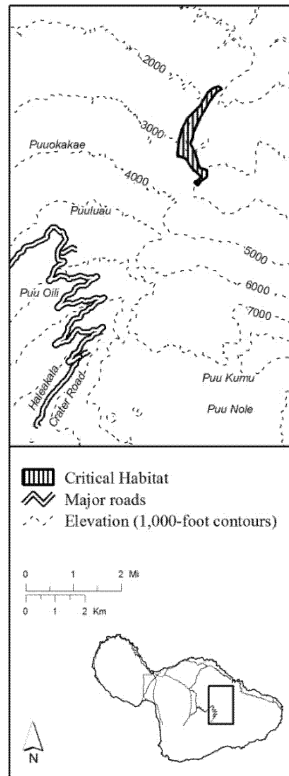 2000
3000
Puuokakae
4000
Puuluau
5000
Puu Oili
6000
7000
Haleakala
Crater Road
Puu Kumu
Puu Nole
Critical Habitat
Major roads
Elevation (1,000-foot contours)
0 1 2 Mi
0 1 2 Km
N